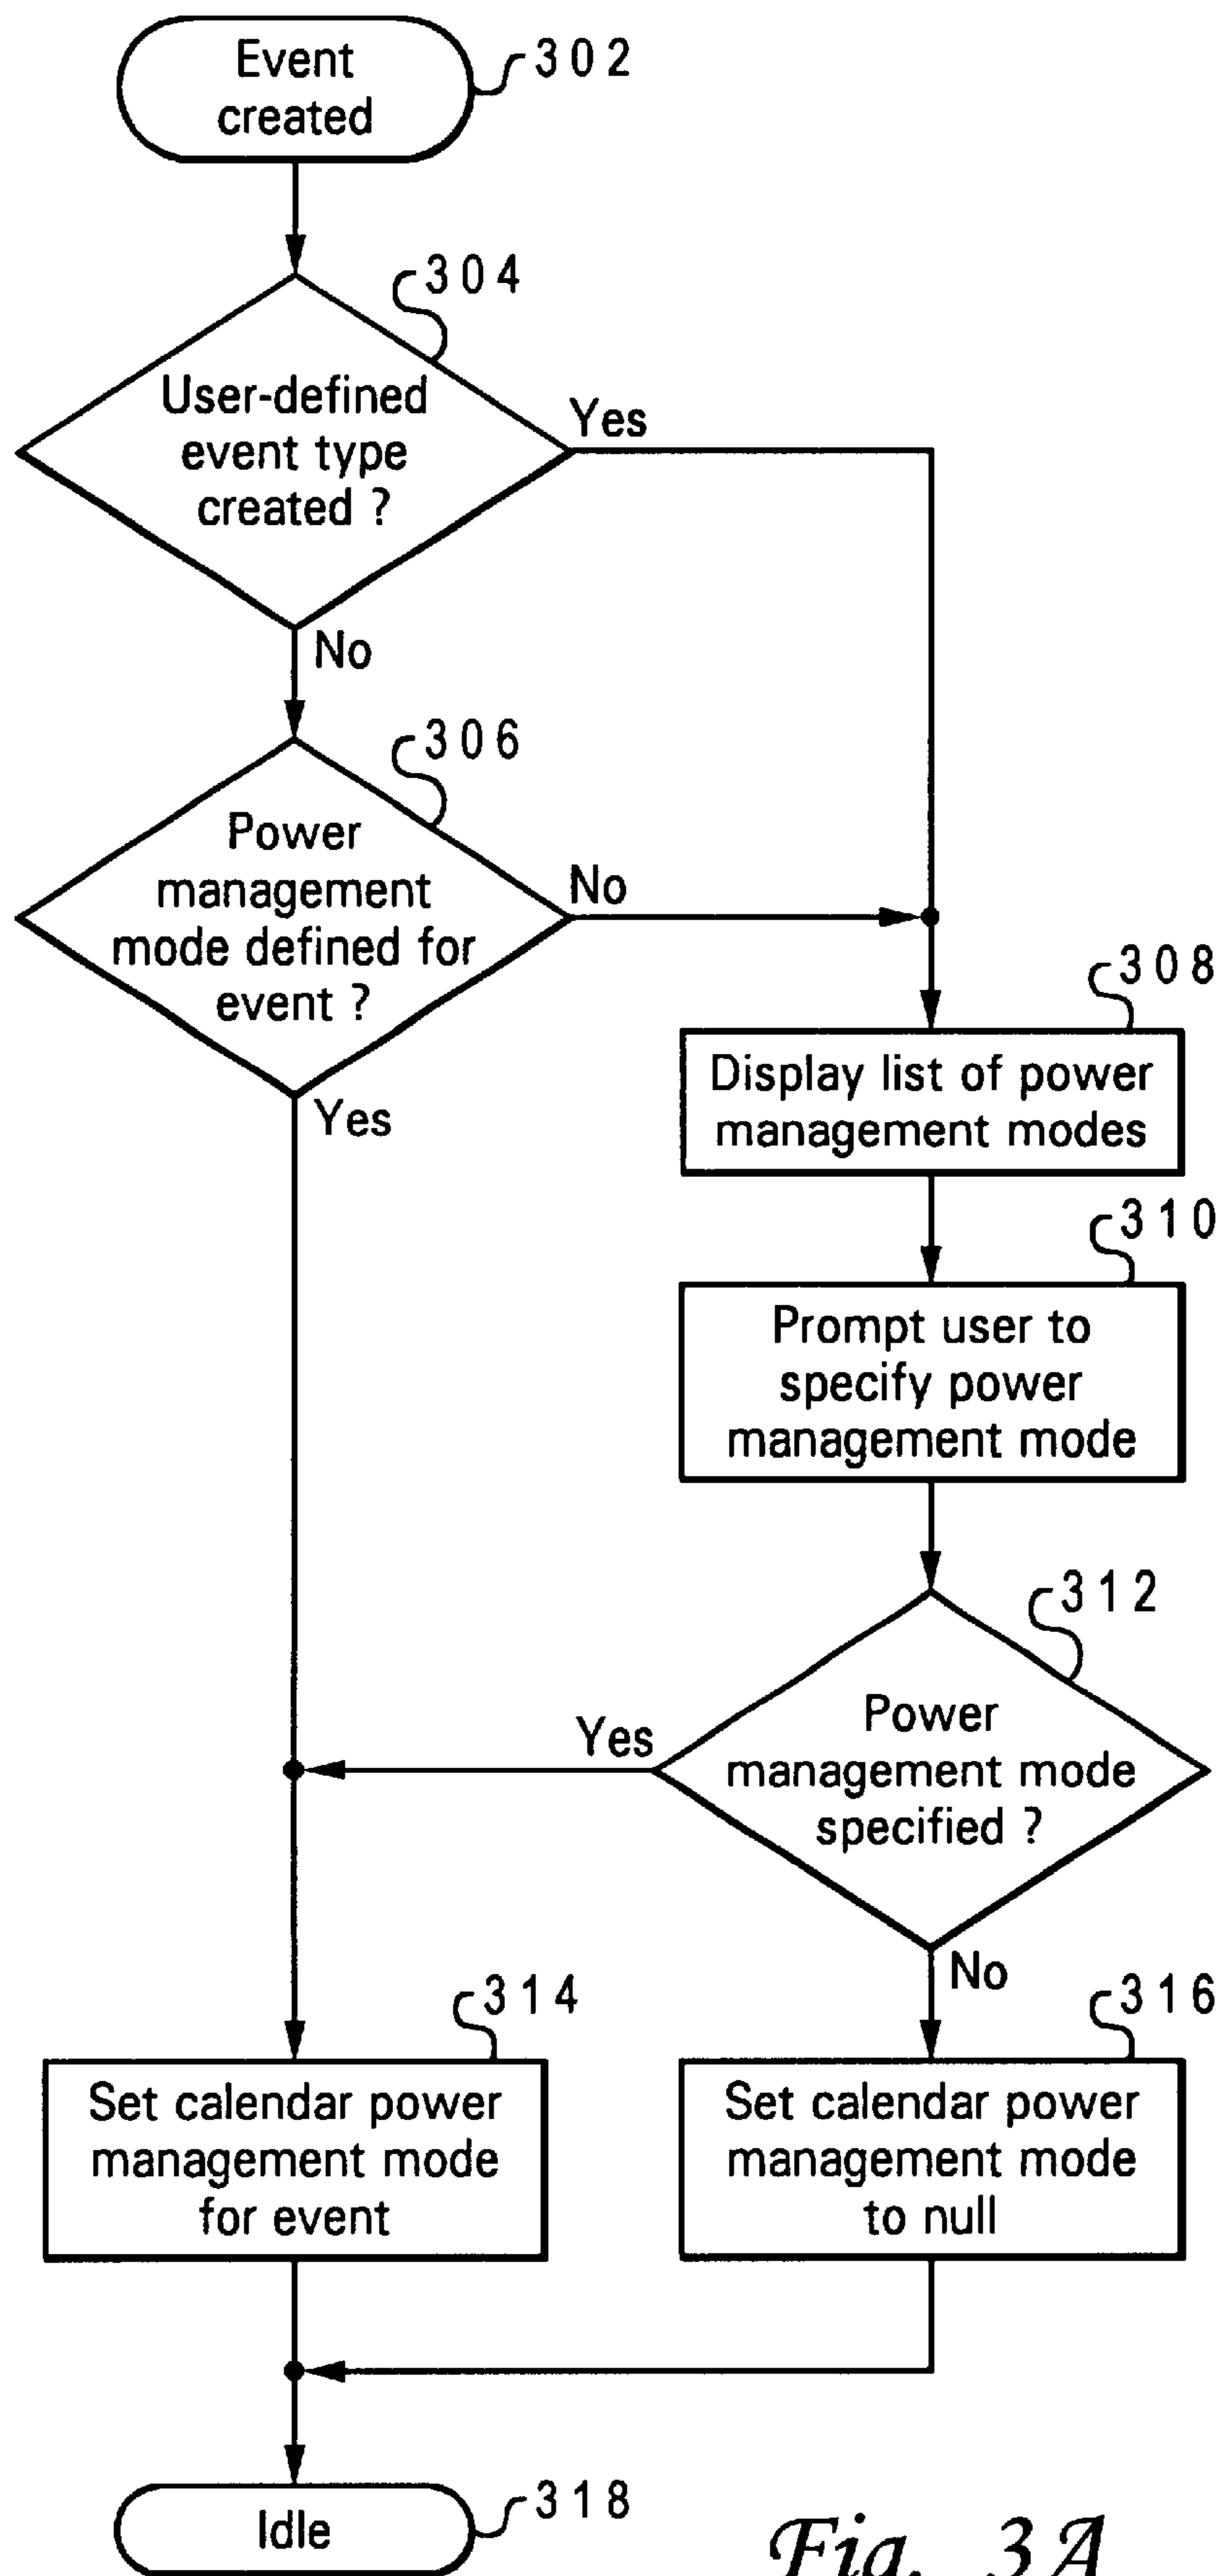 Event
created
302
304
User-defined
event type
created ?
Yes
No
306
Power
management
mode defined for
event ?
No
Yes
308
Display list of power
management modes
310
Prompt user to
specify power
management mode
312
Power
management mode
specified ?
Yes
No
314
Set calendar power
management mode
for event
316
Set calendar power
management mode
to null
Idle
318
Fig. 3A